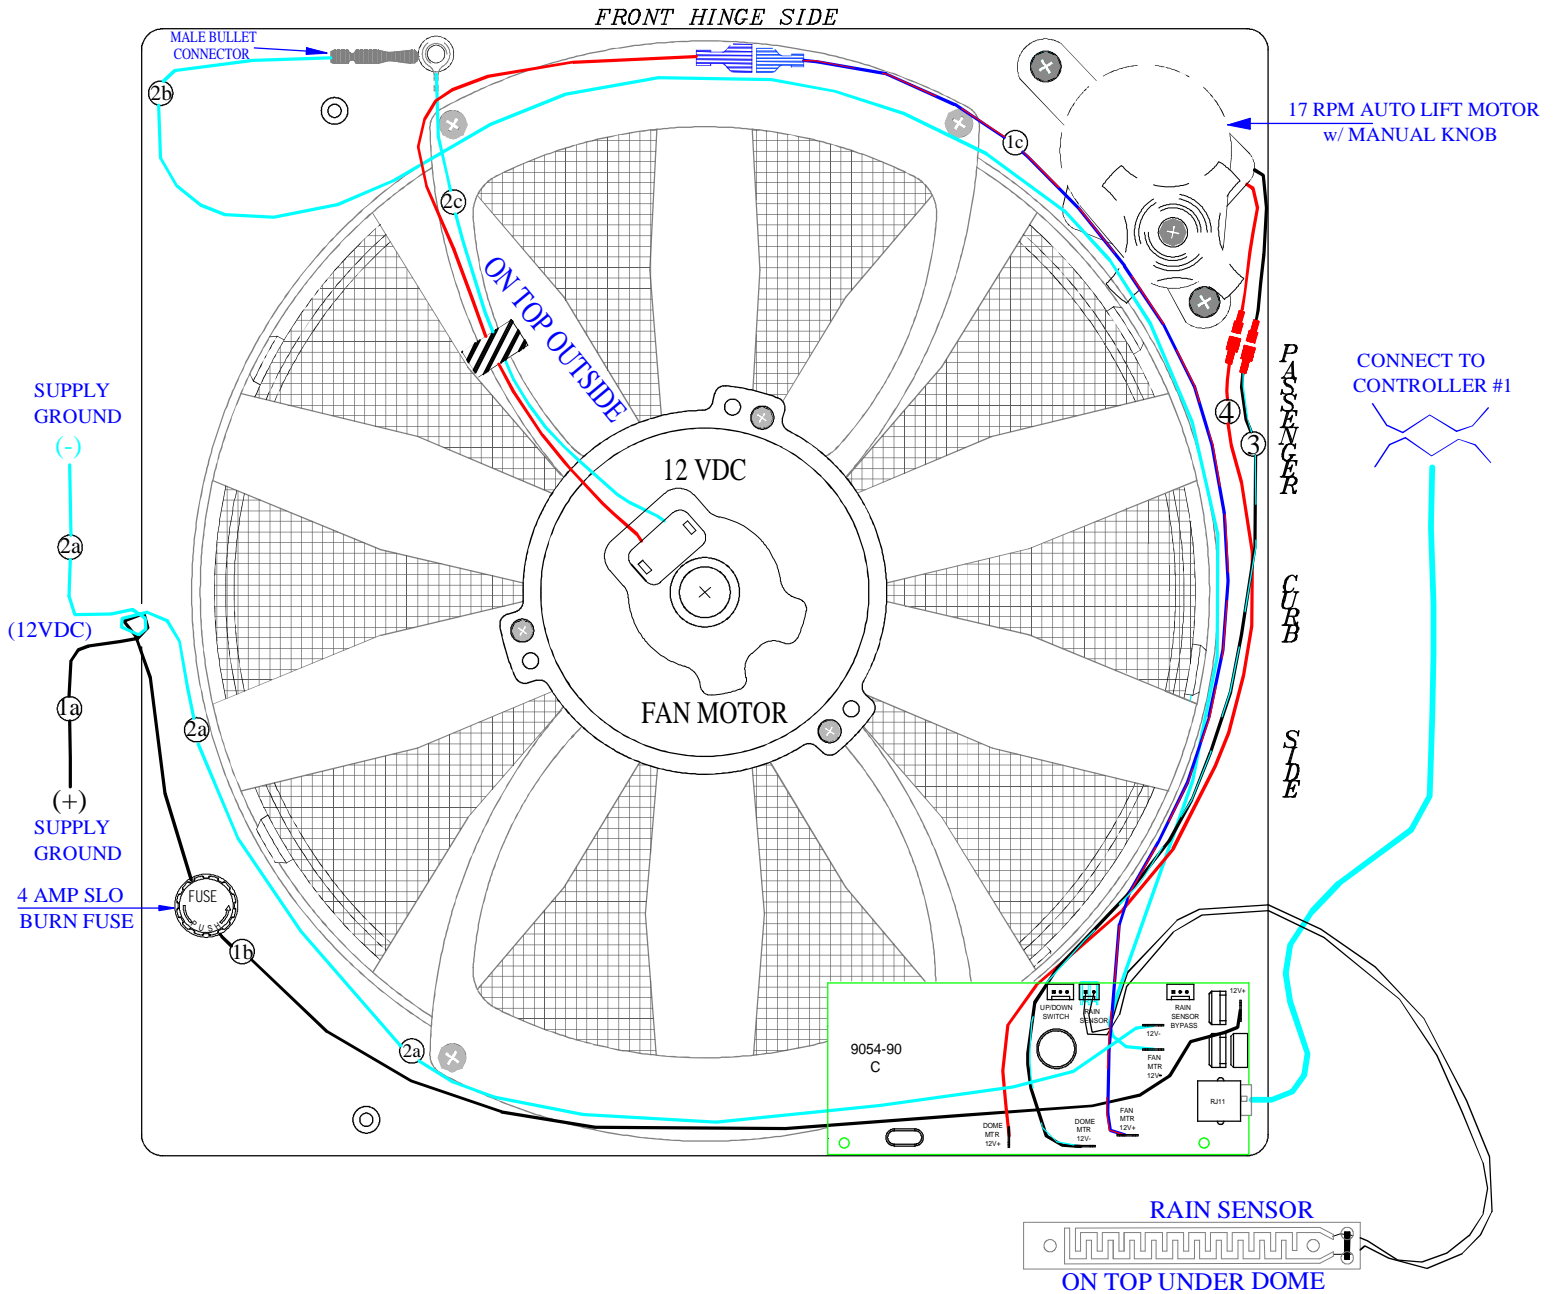 FRONT HINGE SIDE
MALE BULLET
CONNECTOR
2b
1c
17 RPM AUTO LIFT MOTOR
w/ MANUAL KNOB
2c
ON TOP OUTSIDE
PASSENGER
CURB
SIDE
CONNECT TO
CONTROLLER #1
4
3
SUPPLY
GROUND
(-)
2a
(12VDC)
1a
2a
(+)
SUPPLY
GROUND
12 VDC
FAN MOTOR
4 AMP SLO
BURN FUSE
FUSE
PUSH
1b
2a
9054-90
C
UP/DOWN
SWITCH
RAIN
SENSOR
RAIN
SENSOR
BYPASS
12V+
12V-
FAN
MTR
12V-
RJ11
DOME
MTR
12V+
DOME
MTR
12V-
FAN
MTR
12V+
RAIN SENSOR
ON TOP UNDER DOME